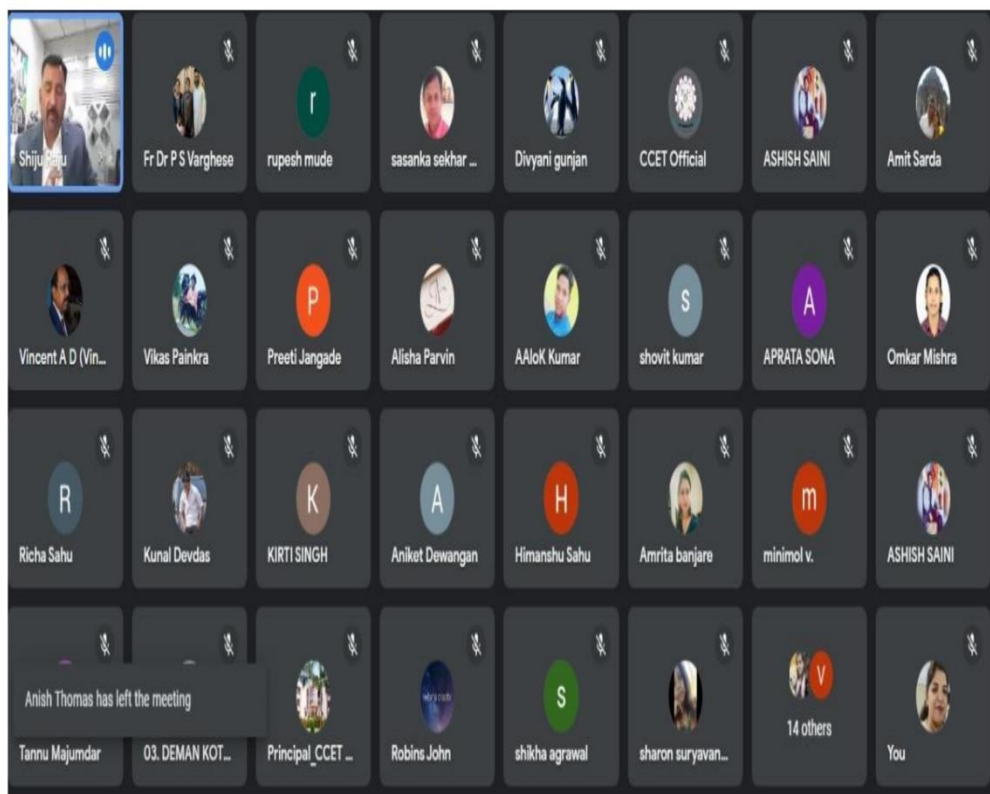 Shiju Raju
Fr Dr P S Varghese
r
rupesh mude
sasanka sekhar ...
Divyani gunjan
CCET Official
ASHISH SAINI
Amit Sarda
Vincent A D (Vin...
Vikas Painkra
P
Preeti Jangade
Alisha Parvin
AAloK Kumar
s
shovit kumar
A
APRATA SONA
Omkar Mishra
R
Richa Sahu
Kunal Devdas
K
KIRTI SINGH
A
Aniket Dewangan
H
Himanshu Sahu
Amrita banjare
m
minimol v.
ASHISH SAINI
Anish Thomas has left the meeting
Tannu Majumdar
03. DEMAN KOT...
Principal_CCET ...
Robins John
s
shikha agrawal
sharon suryavan...
V
14 others
You